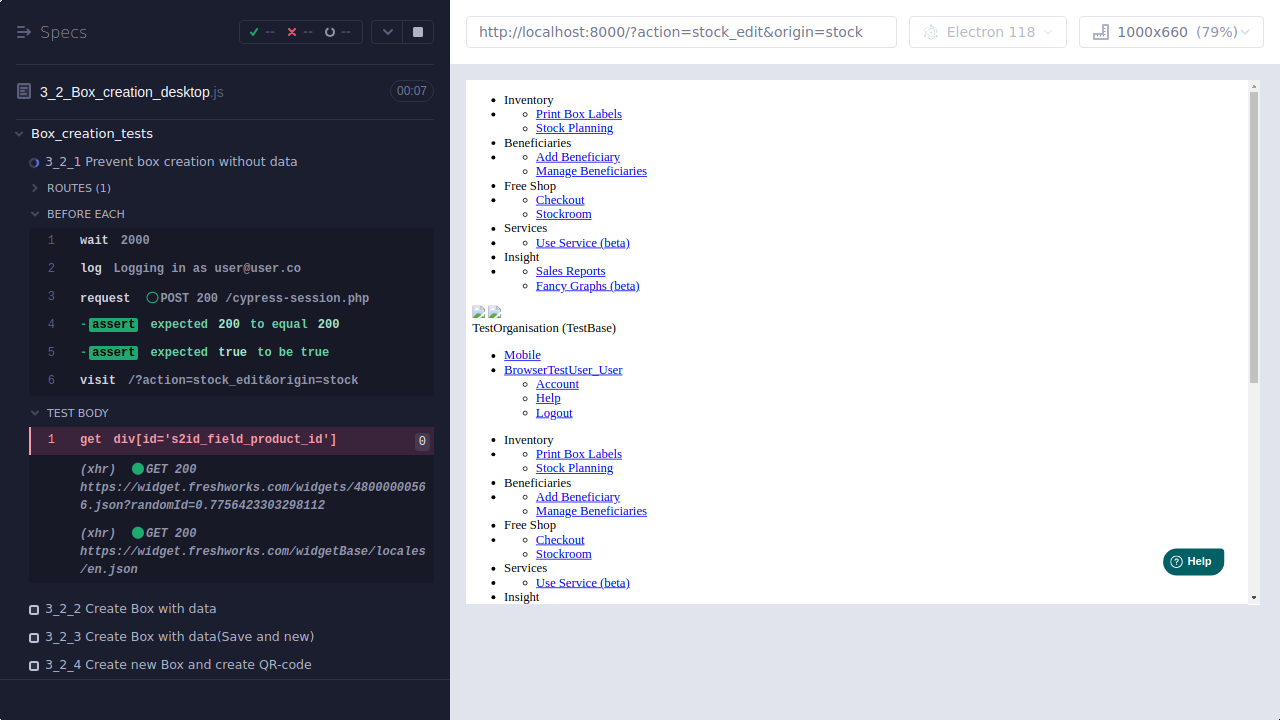 Specs
-- -- --
3_2_Box_creation_desktop.js 00:07
Box_creation_tests
3_2_1 Prevent box creation without data
ROUTES (1)
BEFORE EACH
1 wait 2000
2 log Logging in as user@user.co
3 request POST 200 /cypress-session.php
4 -assert expected 200 to equal 200
5 -assert expected true to be true
6 visit /?action=stock_edit&origin=stock
TEST BODY
1 get div[id='s2id_field_product_id'] 0
(xhr) GET 200
https://widget.freshworks.com/widgets/4800000056
6.json?randomId=0.7756423303298112
(xhr) GET 200
https://widget.freshworks.com/widgetBase/locales
/en.json
3_2_2 Create Box with data
3_2_3 Create Box with data(Save and new)
3_2_4 Create new Box and create QR-code
http://localhost:8000/?action=stock_edit&origin=stock
Electron 118
1000x660 (79%)
Inventory
Print Box Labels
Stock Planning
Beneficiaries
Add Beneficiary
Manage Beneficiaries
Free Shop
Checkout
Stockroom
Services
Use Service (beta)
Insight
Sales Reports
Fancy Graphs (beta)
TestOrganisation (TestBase)
Mobile
BrowserTestUser_User
Account
Help
Logout
Inventory
Print Box Labels
Stock Planning
Beneficiaries
Add Beneficiary
Manage Beneficiaries
Free Shop
Checkout
Stockroom
Services
Use Service (beta)
Insight
Help